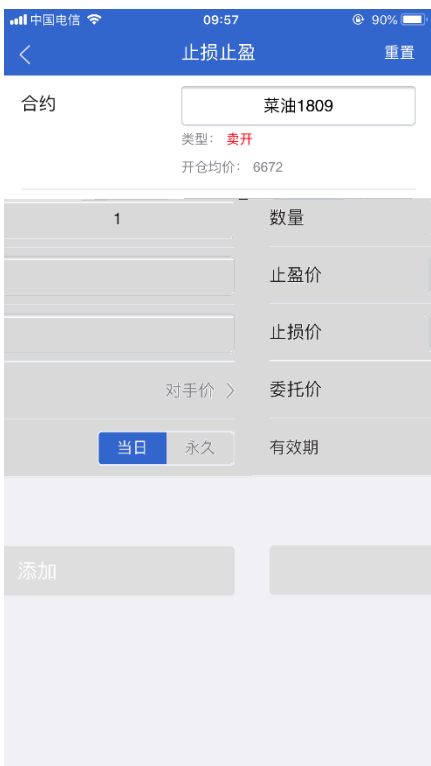 中国电信 09:57 90%
止损止盈 重置
合约 菜油1809
类型： 卖开
开仓均价： 6672
1 数量
止盈价
止损价
对手价 委托价
当日 永久 有效期
添加